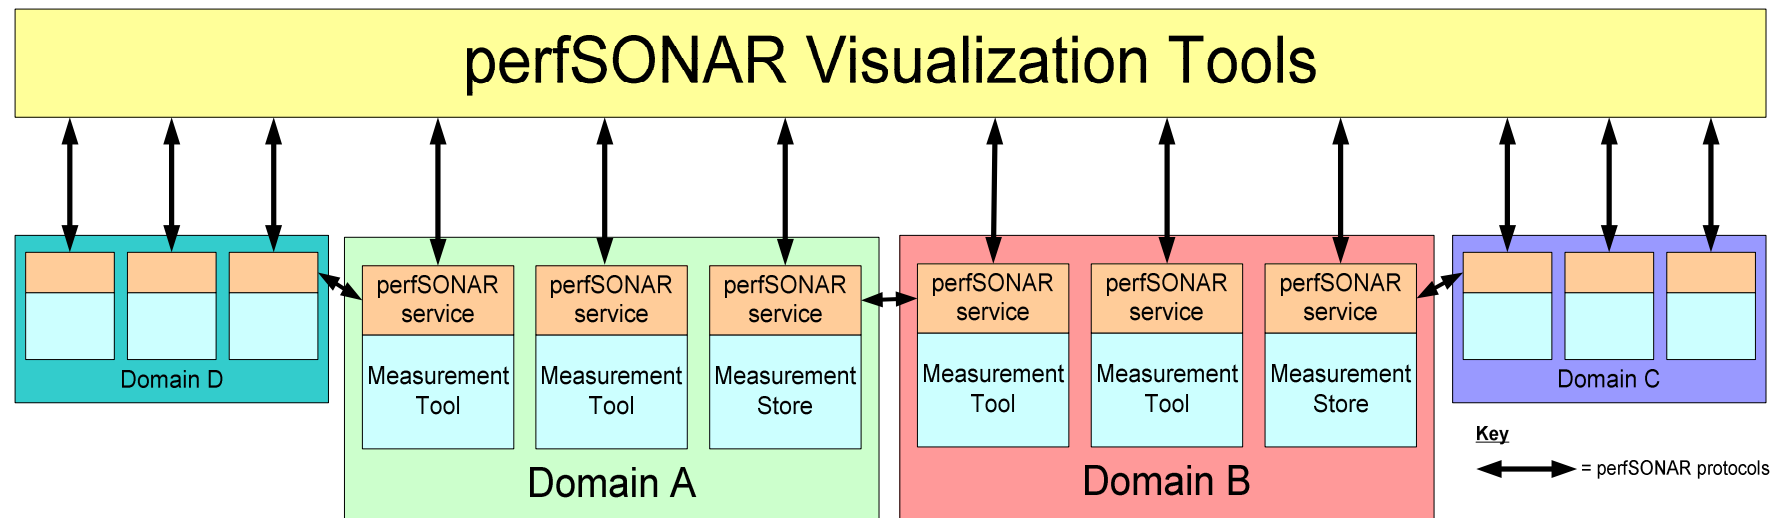 perfSONAR Visualization Tools
perfSONAR
service
Measurement
Tool
perfSONAR
service
Measurement
Tool
perfSONAR
service
Measurement
Store
Domain A
perfSONAR
service
Measurement
Tool
perfSONAR
service
Measurement
Tool
perfSONAR
service
Measurement
Store
Domain B
Domain D
Domain C
Key
= perfSONAR protocols